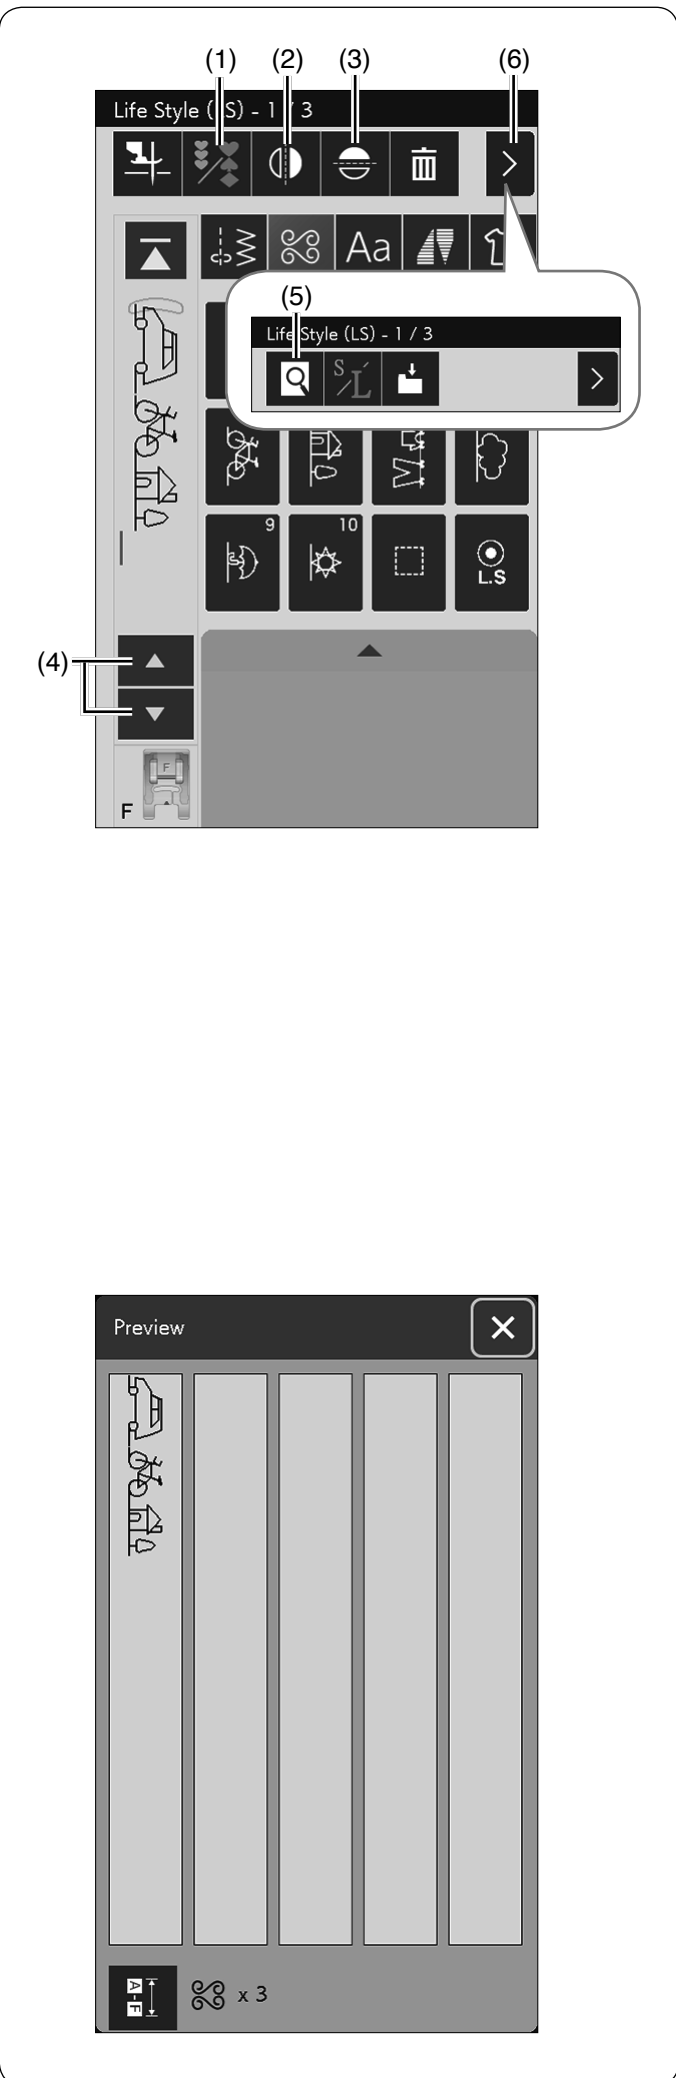 (1) (2) (3) (6)
Life Style (LS) - 1 / 3
Aa
(5)
Life Style (LS) - 1 / 3
S/L
9 10
L.S
(4)
F
F
Preview
A-F x 3